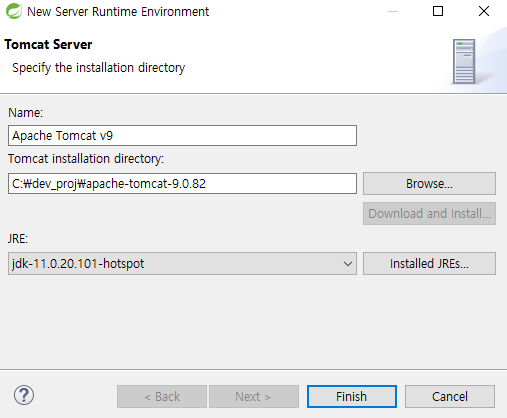 New Server Runtime Environment
Tomcat Server
Specify the installation directory
Name:
Apache Tomcat v9
Tomcat installation directory:
C:₩dev_proj₩apache-tomcat-9.0.82
Browse...
Download and Install...
JRE:
jdk-11.0.20.101-hotspot
Installed JREs...
?
< Back
Next >
Finish
Cancel